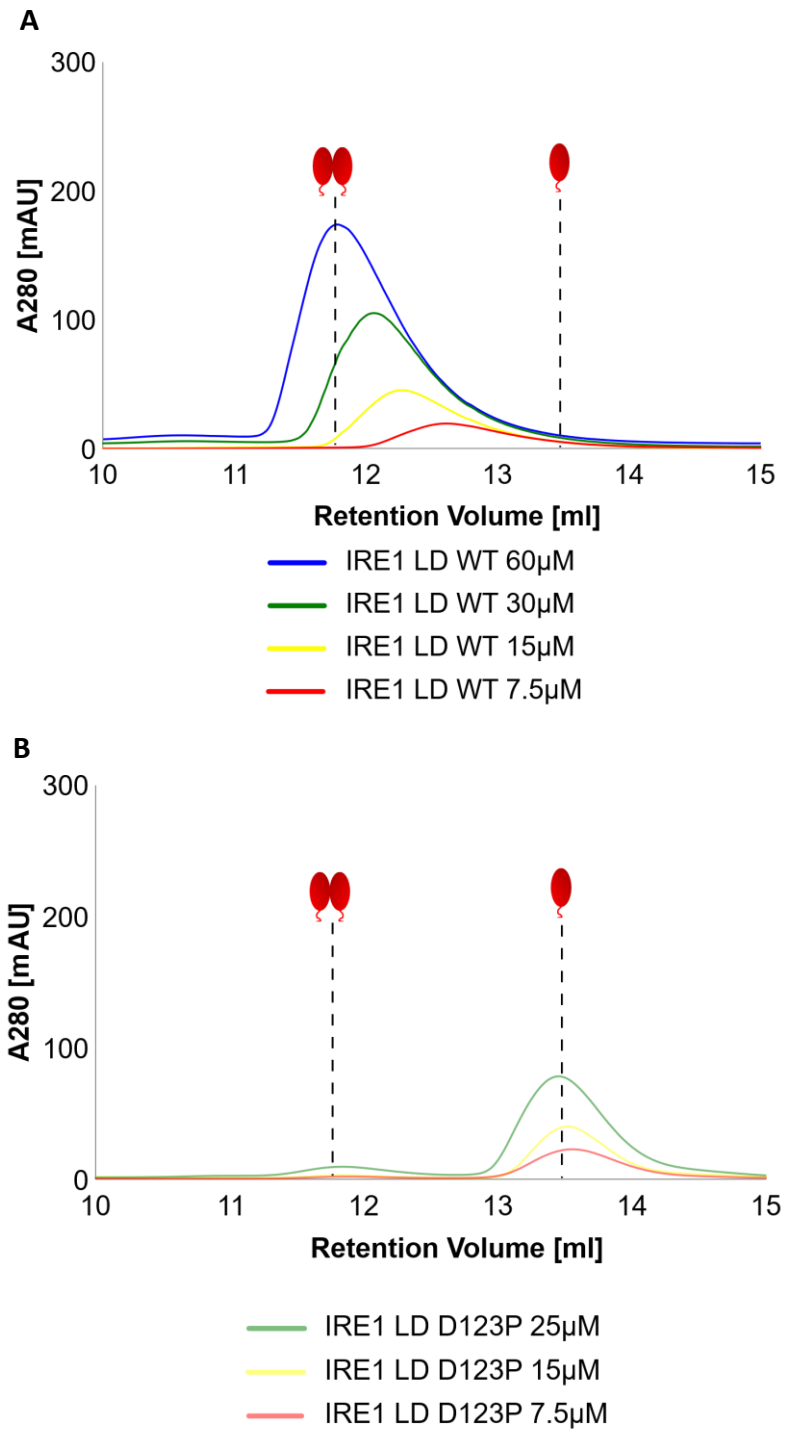 A
300
200
100
0
A280 [mAU]
10 11 12 13 14 15
Retention Volume [ml]
IRE1 LD WT 60µM
IRE1 LD WT 30µM
IRE1 LD WT 15µM
IRE1 LD WT 7.5µM
B
300
200
100
0
A280 [mAU]
10 11 12 13 14 15
Retention Volume [ml]
IRE1 LD D123P 25µM
IRE1 LD D123P 15µM
IRE1 LD D123P 7.5µM